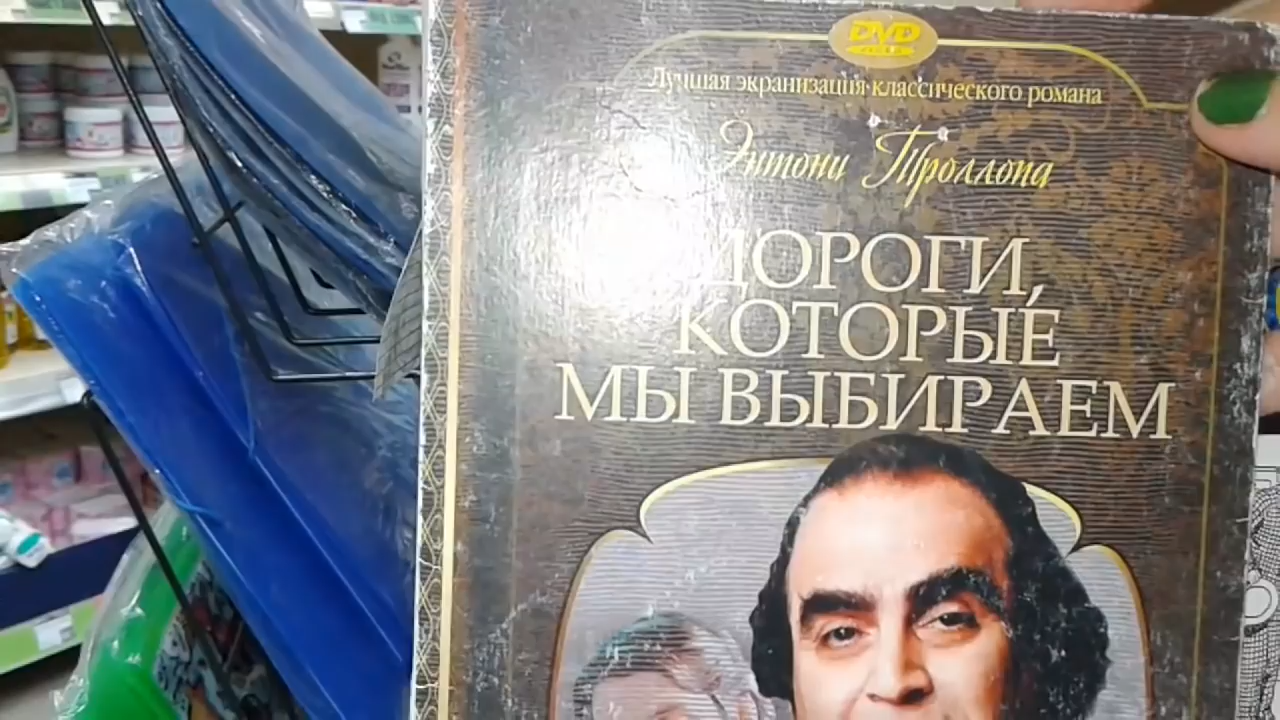 DVD
Лучшая экранизация классического романа
Энтони Троллопа
ДОРОГИ,
КОТОРЫЕ
МЫ ВЫБИРАЕМ